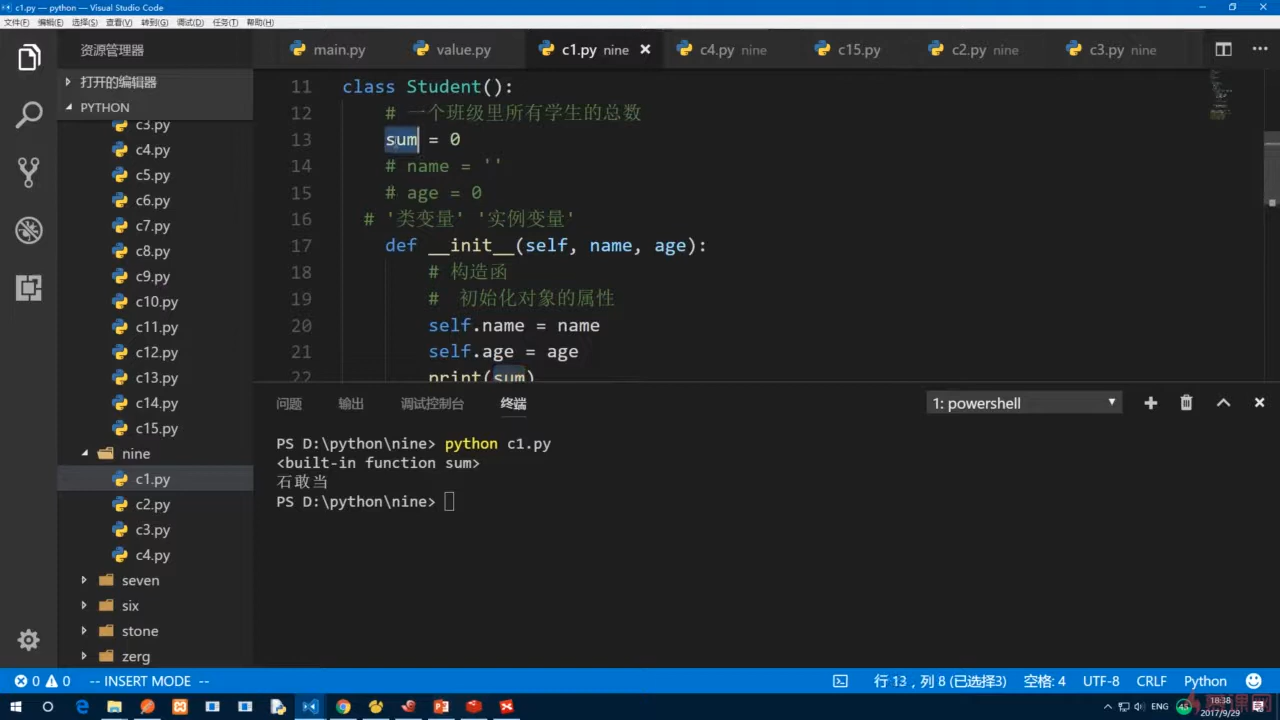 c1.py — python — Visual Studio Code
文件(F) 编辑(E) 选择(S) 查看(V) 转到(G) 调试(D) 任务(T) 帮助(H)
资源管理器
main.py value.py c1.py nine c4.py nine c15.py c2.py nine c3.py nine
打开的编辑器
PYTHON
c3.py
c4.py
c5.py
c6.py
c7.py
c8.py
c9.py
c10.py
c11.py
c12.py
c13.py
c14.py
c15.py
nine
c1.py
c2.py
c3.py
c4.py
seven
six
stone
zerg
11 class Student():
12 # 一个班级里所有学生的总数
13 sum = 0
14 # name = ''
15 # age = 0
16 # '类变量' '实例变量'
17 def __init__(self, name, age):
18 # 构造函
19 # 初始化对象的属性
20 self.name = name
21 self.age = age
22 print(sum)
问题 输出 调试控制台 终端 1: powershell
PS D:\python\nine> python c1.py
<built-in function sum>
石敢当
PS D:\python\nine>
0 0 -- INSERT MODE -- 行 13，列 8 (已选择3) 空格: 4 UTF-8 CRLF Python
ENG 45 18:38
2017/9/29